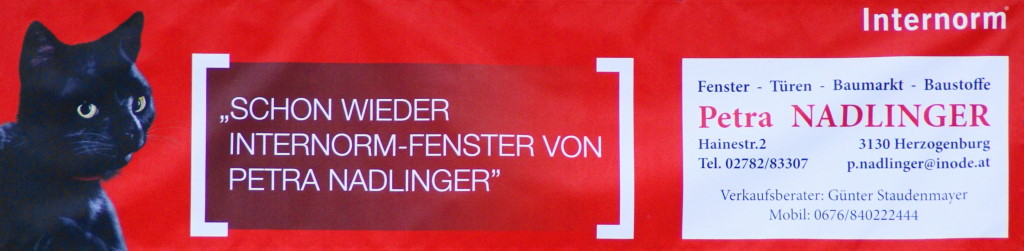 Internorm®
„SCHON WIEDER
INTERNORM-FENSTER VON
PETRA NADLINGER”
Fenster - Türen - Baumarkt - Baustoffe
Petra NADLINGER
Hainestr.2 3130 Herzogenburg
Tel. 02782/83307 p.nadlinger@inode.at
Verkaufsberater: Günter Staudenmayer
Mobil: 0676/840222444